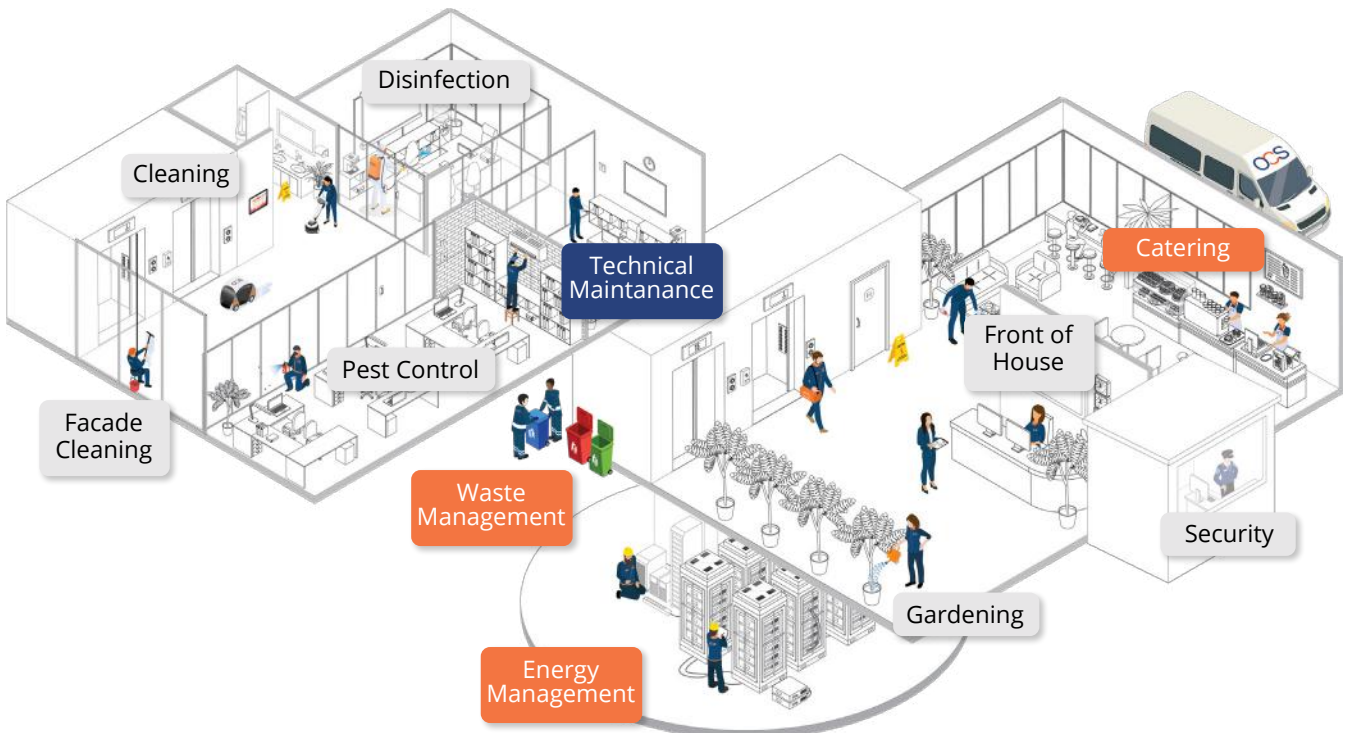 Disinfection
Cleaning
OCS
Catering
Technical
Maintanance
Front of
House
Pest Control
Facade
Cleaning
Waste
Management
Security
Gardening
Energy
Management